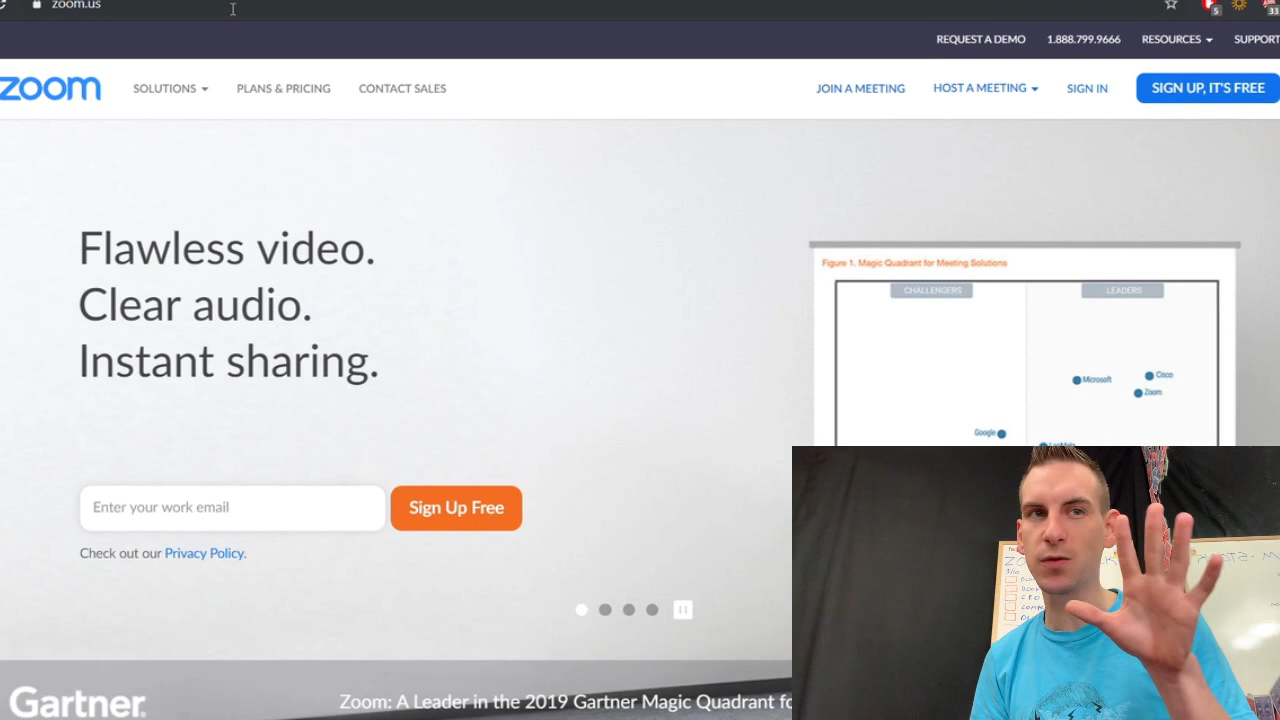 zoom.us
REQUEST A DEMO 1.888.799.9666 RESOURCES SUPPORT
zoom SOLUTIONS PLANS & PRICING CONTACT SALES JOIN A MEETING HOST A MEETING SIGN IN SIGN UP, IT'S FREE
Flawless video.
Clear audio.
Instant sharing.
Enter your work email Sign Up Free
Check out our Privacy Policy.
Figure 1. Magic Quadrant for Meeting Solutions
CHALLENGERS LEADERS
Microsoft Cisco
Zoom
Google
Gartner. Zoom: A Leader in the 2019 Gartner Magic Quadrant
5
33